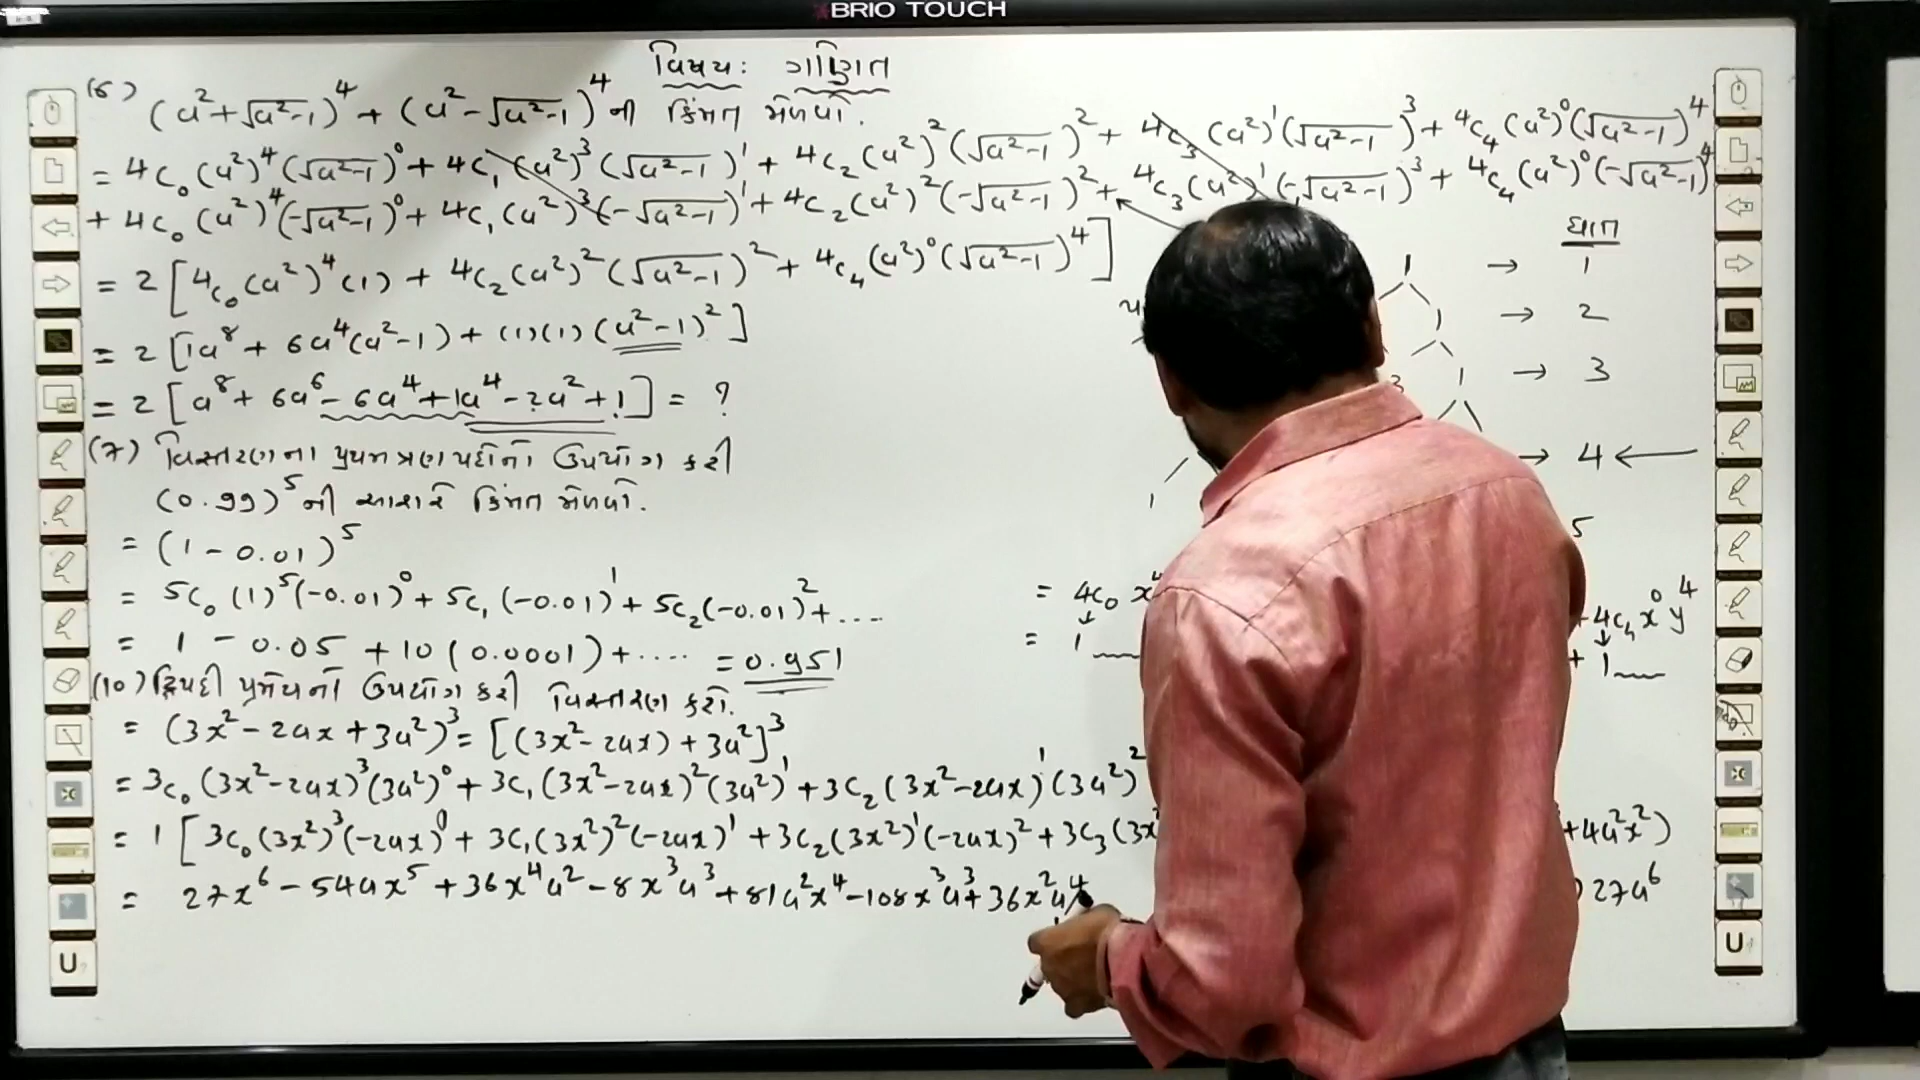 BRIO TOUCH
વિષય: ગણિત
(6) (a²+√a²-1)⁴ + (a²-√a²-1)⁴ ની કિંમત મેળવો.
= 4c₀(a²)⁴(√a²-1)⁰ + 4c₁(a²)³(√a²-1)¹ + 4c₂(a²)²(√a²-1)² + 4c₃(a²)¹(√a²-1)³ + ⁴c₄(a²)⁰(√a²-1)⁴
+ 4c₀(a²)⁴(-√a²-1)⁰ + 4c₁(a²)³(-√a²-1)¹ + 4c₂(a²)²(-√a²-1)² + ⁴c₃(a²)¹(-√a²-1)³ + ⁴c₄(a²)⁰(-√a²-1)⁴
= 2[4c₀(a²)⁴(1) + 4c₂(a²)²(√a²-1)² + ⁴c₄(a²)⁰(√a²-1)⁴]
= 2[1a⁸ + 6a⁴(a²-1) + (1)(1)(a²-1)²]
= 2[a⁸ + 6a⁶ - 6a⁴ + 1a⁴ - 2a² + 1] = ?
ઘાત
1 → 1
→ 2
1 → 3
→ 4 ←
1
5
(7) વિસ્તરણના પ્રથમ ત્રણ પદોનો ઉપયોગ કરી
(0.99)⁵ ની આશરે કિંમત મેળવો.
= (1 - 0.01)⁵
= 5c₀(1)⁵(-0.01)⁰ + 5c₁(-0.01)¹ + 5c₂(-0.01)² + ....
= 1 - 0.05 + 10(0.0001) + .... = 0.951
= 4c₀ x⁴ + 4c₄x⁰y⁴
= 1 + 1
(10) દ્વિપદી પ્રમેયનો ઉપયોગ કરી વિસ્તરણ કરો.
= (3x² - 2ax + 3a²)³ = [(3x² - 2ax) + 3a²]³
= 3c₀(3x²-2ax)³(3a²)⁰ + 3c₁(3x²-2ax)²(3a²)¹ + 3c₂(3x²-2ax)¹(3a²)²
= 1[3c₀(3x²)³(-2ax)⁰ + 3c₁(3x²)²(-2ax)¹ + 3c₂(3x²)¹(-2ax)² + 3c₃(3x² +4a²x²)
= 27x⁶ - 54ax⁵ + 36x⁴a² - 8x³a³ + 81a²x⁴ - 108x³a³ + 36x²a⁴ 27a⁶